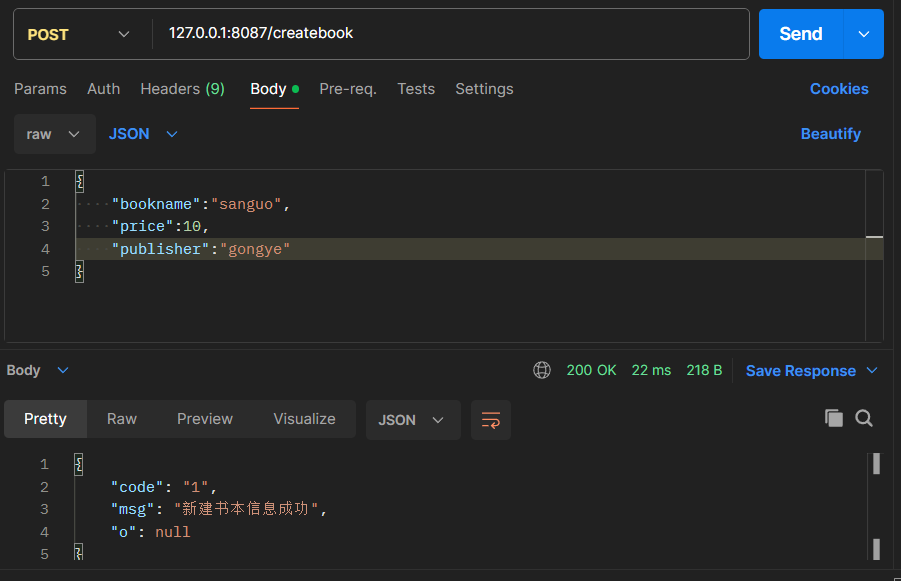 POST 127.0.0.1:8087/createbook Send
Params Auth Headers (9) Body Pre-req. Tests Settings Cookies
raw JSON Beautify
1 {
2 "bookname":"sanguo",
3 "price":10,
4 "publisher":"gongye"
5 }
Body 200 OK 22 ms 218 B Save Response
Pretty Raw Preview Visualize JSON
1 {
2 "code": "1",
3 "msg": "新建书本信息成功",
4 "o": null
5 }